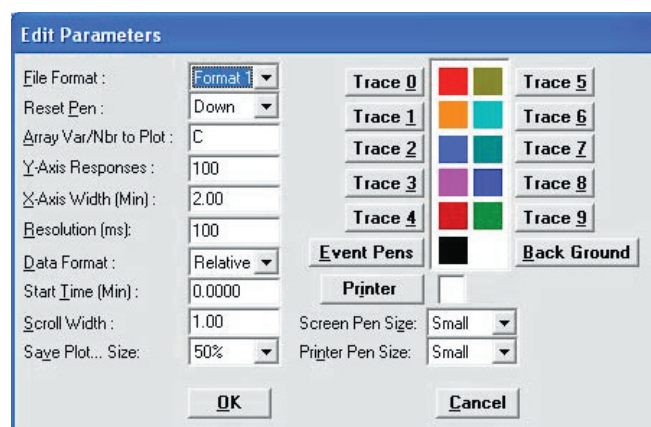 Edit Parameters
File Format : Format 1
Reset Pen : Down
Array Var/Nbr to Plot : C
Y-Axis Responses : 100
X-Axis Width (Min) : 2.00
Resolution (ms): 100
Data Format : Relative
Start Time (Min) : 0.0000
Scroll Width : 1.00
Save Plot... Size: 50%
Trace 0 Trace 5
Trace 1 Trace 6
Trace 2 Trace 7
Trace 3 Trace 8
Trace 4 Trace 9
Event Pens Back Ground
Printer
Screen Pen Size: Small
Printer Pen Size: Small
OK Cancel